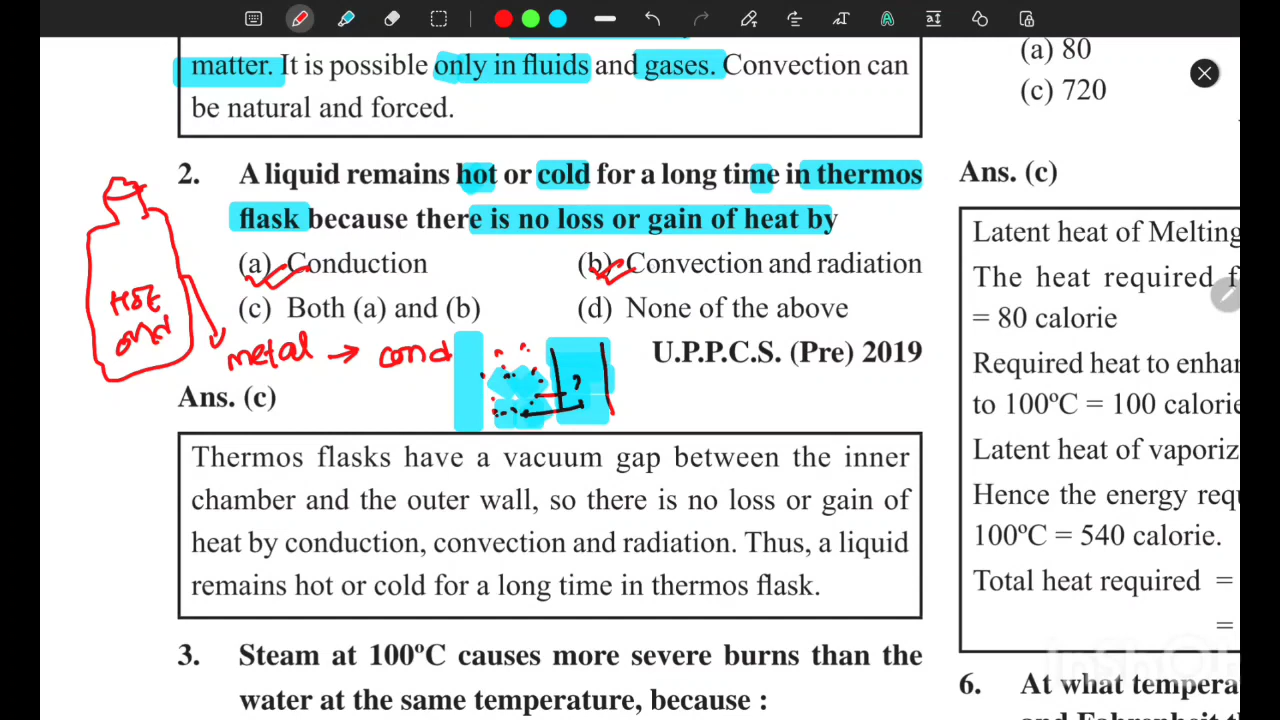 matter. It is possible only in fluids and gases. Convection can
be natural and forced.
2. A liquid remains hot or cold for a long time in thermos
flask because there is no loss or gain of heat by
(a) Conduction (b) Convection and radiation
(c) Both (a) and (b) (d) None of the above
U.P.P.C.S. (Pre) 2019
Hot
metal → cond
Ans. (c)
Thermos flasks have a vacuum gap between the inner
chamber and the outer wall, so there is no loss or gain of
heat by conduction, convection and radiation. Thus, a liquid
remains hot or cold for a long time in thermos flask.
3. Steam at 100ºC causes more severe burns than the
water at the same temperature, because :
(a) 80
(c) 720
Ans. (c)
Latent heat of Melting
The heat required f
= 80 calorie
Required heat to enhan
to 100ºC = 100 calorie
Latent heat of vaporiz
Hence the energy requ
100ºC = 540 calorie.
Total heat required =
=
6. At what tempera